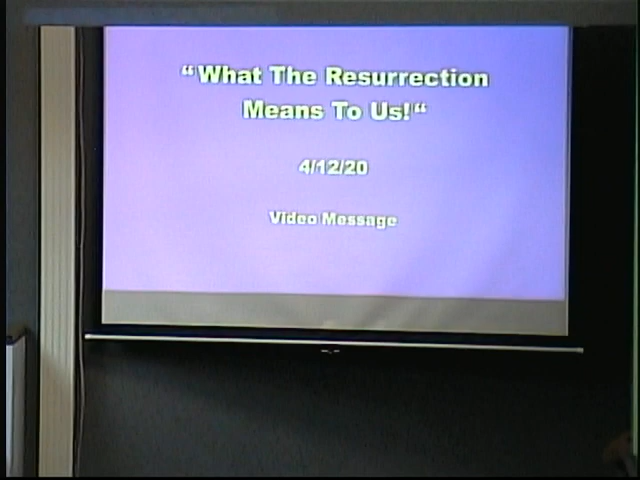 “What The Resurrection
Means To Us!“
4/12/20
Video Message